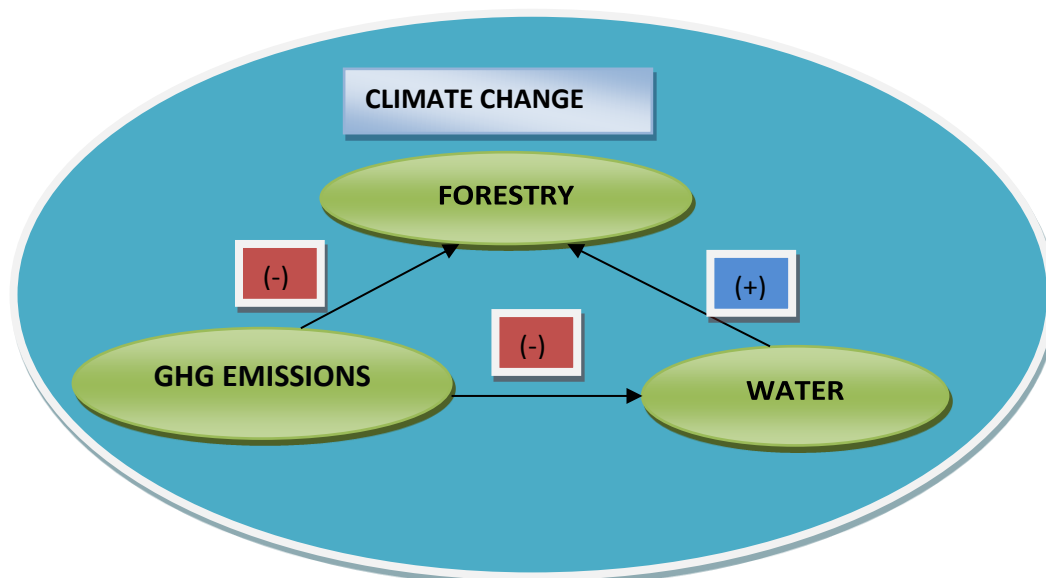 CLIMATE CHANGE
FORESTRY
(-)
(+)
(-)
GHG EMISSIONS
WATER